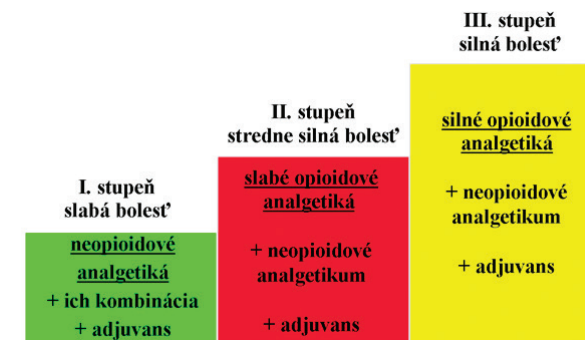 I. stupeň
slabá bolesť
neopioidové
analgetiká
+ ich kombinácia
+ adjuvans
II. stupeň
stredne silná bolesť
slabé opioidové
analgetiká
+ neopioidové
analgetikum
+ adjuvans
III. stupeň
silná bolesť
silné opioidové
analgetiká
+ neopioidové
analgetikum
+ adjuvans